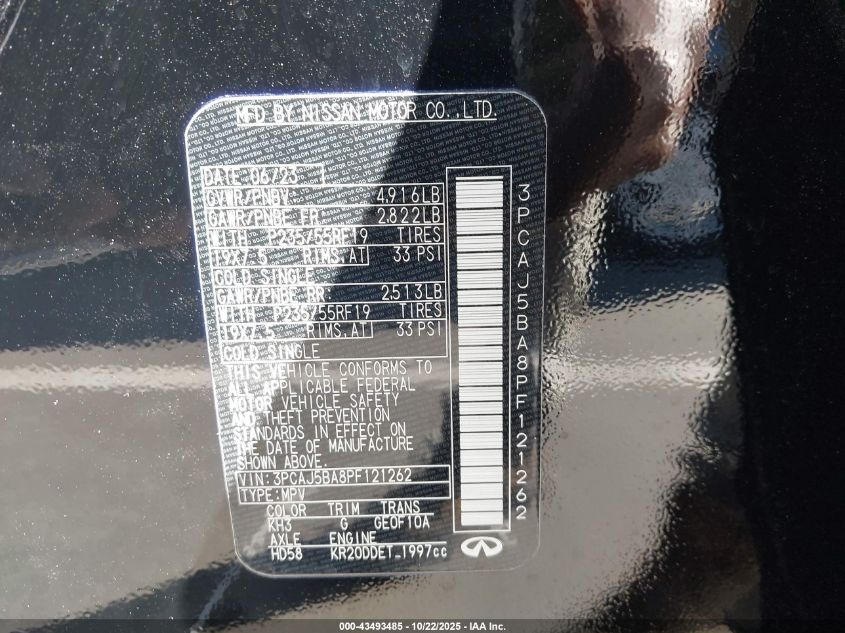 MFD BY NISSAN MOTOR CO.,LTD.
DATE 06/23
GVWR/PNBV 4,916LB
GAWR/PNBE FR 2,822LB
WITH P235/55RF19 TIRES
19X7.5 RIMS,AT 33 PSI
COLD SINGLE
GAWR/PNBE RR 2,513LB
WITH P235/55RF19 TIRES
19X7.5 RIMS,AT 33 PSI
COLD SINGLE
THIS VEHICLE CONFORMS TO
ALL APPLICABLE FEDERAL
MOTOR VEHICLE SAFETY
AND THEFT PREVENTION
STANDARDS IN EFFECT ON
THE DATE OF MANUFACTURE
SHOWN ABOVE.
VIN:3PCAJ5BA8PF121262
TYPE:MPV
COLOR TRIM TRANS
KH3 G GE0F10A
AXLE ENGINE
HD58 KR20DDET_1997cc
3PCAJ5BA8PF121262
000-43493485 - 10/22/2025 - IAA Inc.